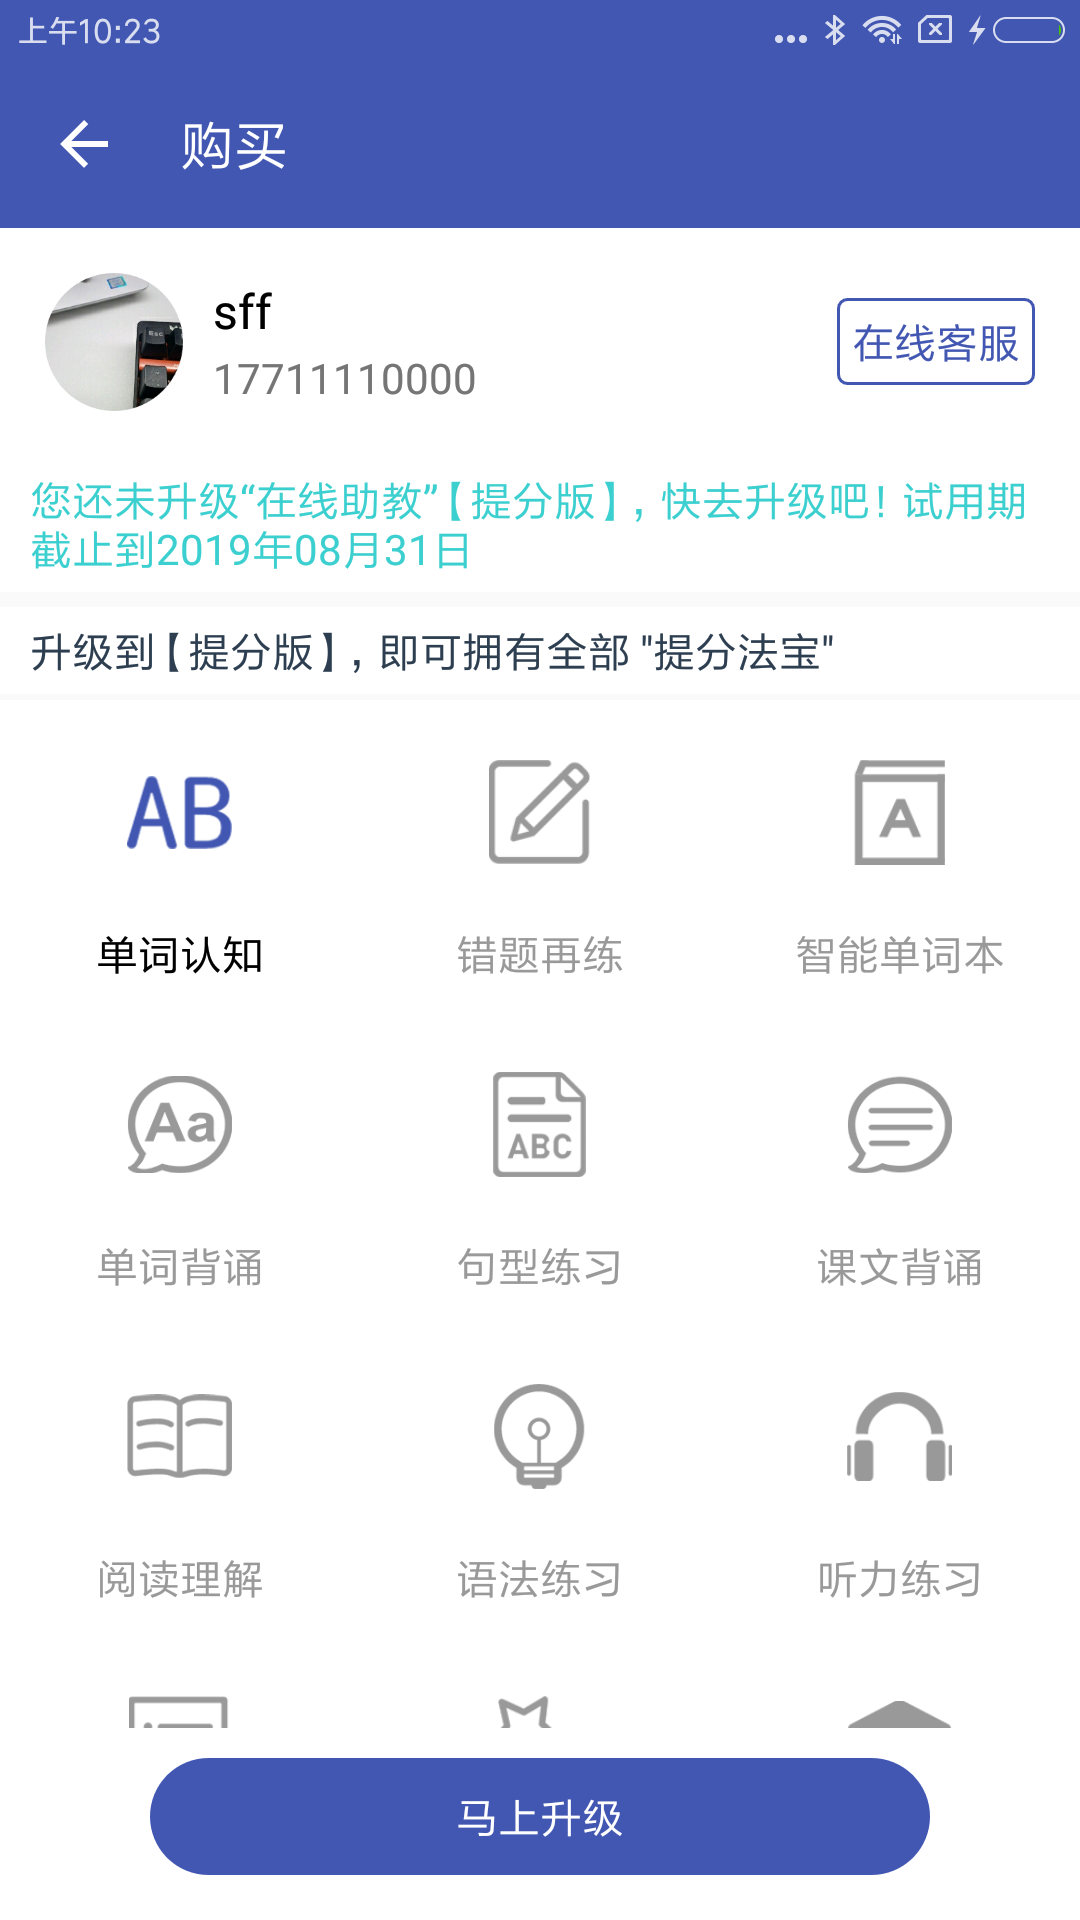 上午10:23
购买
sff
17711110000
在线客服
您还未升级“在线助教”【提分版】, 快去升级吧! 试用期
截止到2019年08月31日
升级到【提分版】, 即可拥有全部 "提分法宝"
AB
A
单词认知
错题再练
智能单词本
Aa
ABC
单词背诵
句型练习
课文背诵
阅读理解
语法练习
听力练习
马上升级